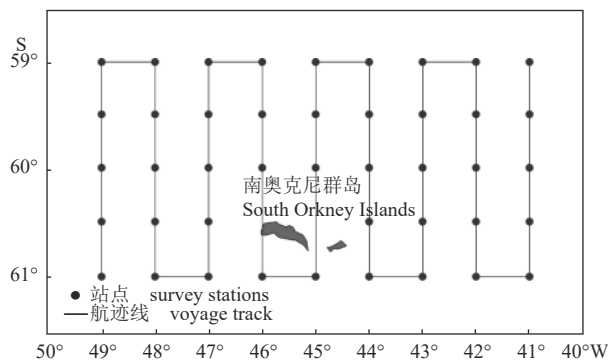 S
59°
60°
南奥克尼群岛
South Orkney Islands
61°
站点 survey stations
航迹线 voyage track
50° 49° 48° 47° 46° 45° 44° 43° 42° 41° 40°W